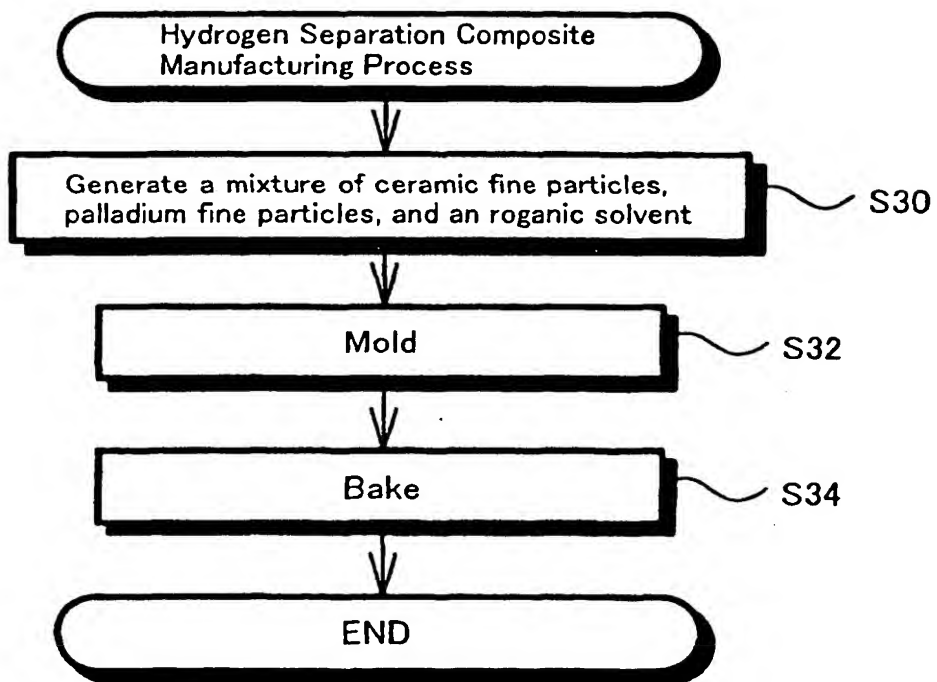 Hydrogen Separation Composite
Manufacturing Process
Generate a mixture of ceramic fine particles,
palladium fine particles, and an roganic solvent
S30
Mold
S32
Bake
S34
END